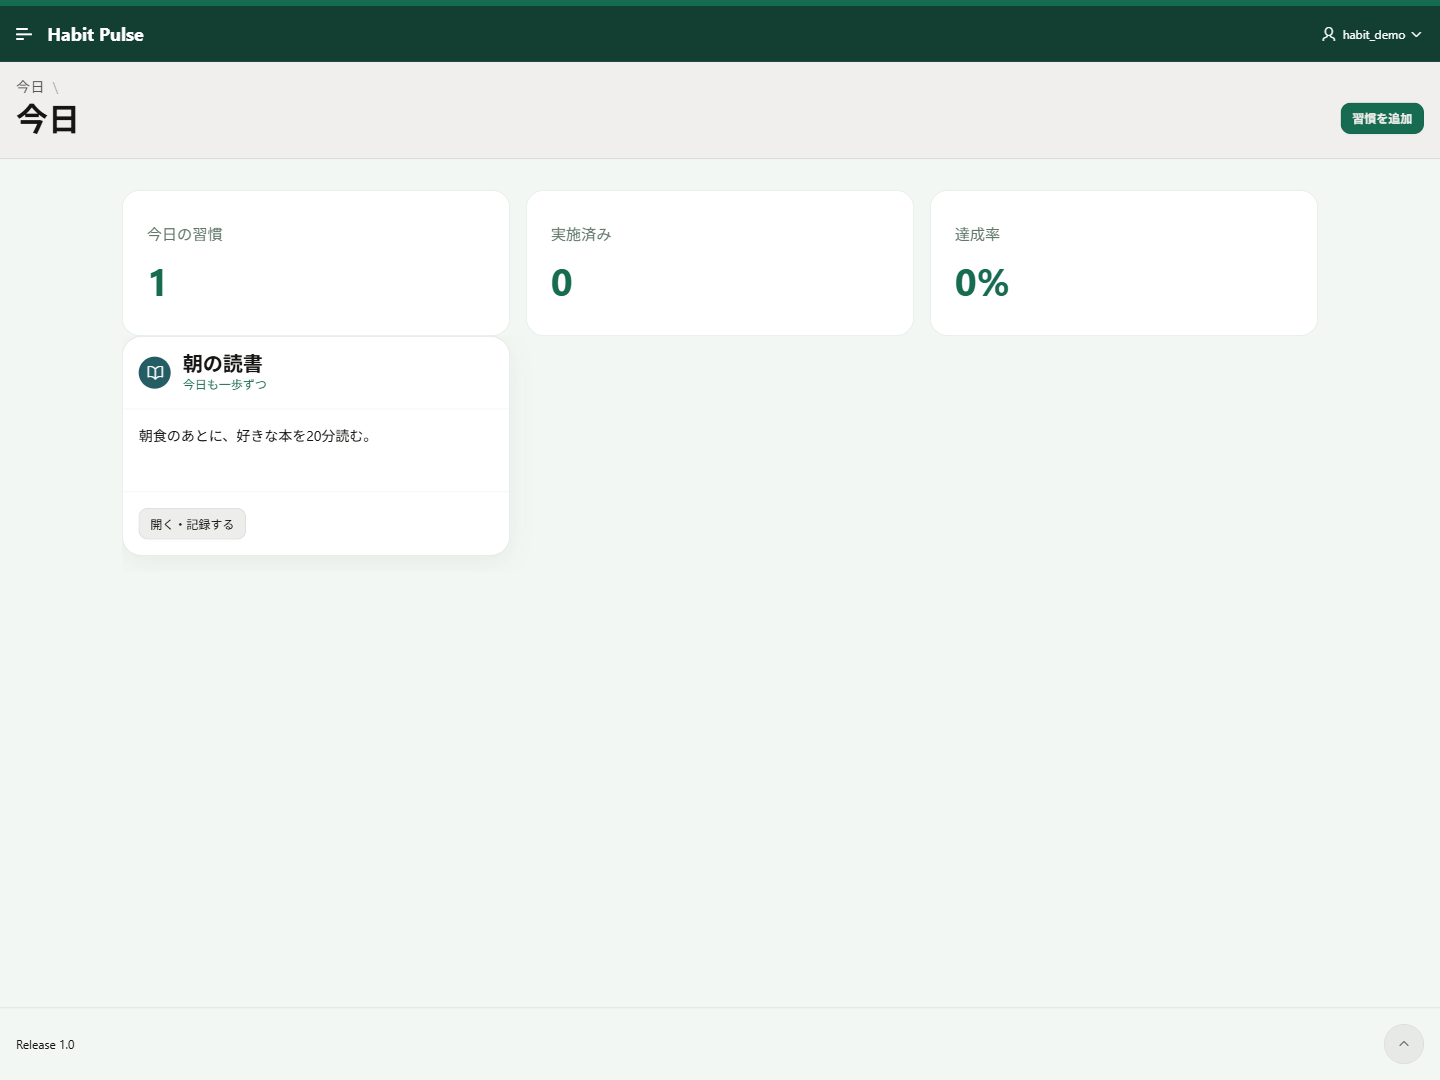 Habit Pulse
habit_demo
今日 \
今日
習慣を追加
今日の習慣
1
実施済み
0
達成率
0%
朝の読書
今日も一歩ずつ
朝食のあとに、好きな本を20分読む。
開く・記録する
Release 1.0